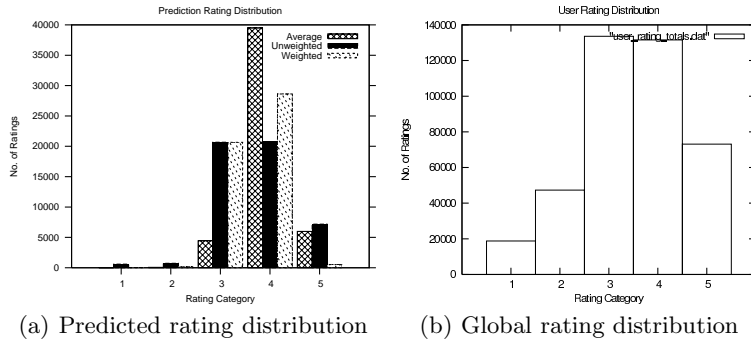 Prediction Rating Distribution
40000
35000
30000
25000
20000
15000
10000
5000
0
No. of Ratings
Average
Unweighted
Weighted
1 2 3 4 5
Rating Category
(a) Predicted rating distribution
User Rating Distribution
140000
120000
100000
80000
60000
40000
20000
0
No. of Ratings
"user_rating_totals.dat"
1 2 3 4 5
Rating Category
(b) Global rating distribution